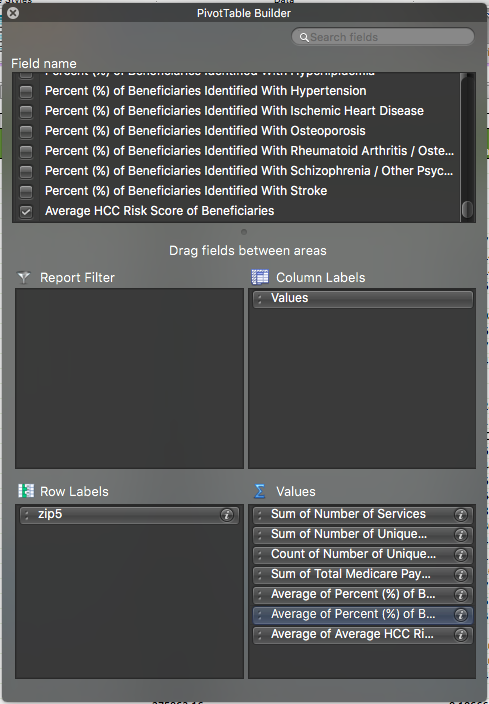 Styles
Data
PivotTable Builder
Search fields
Field name
Percent (%) of Beneficiaries Identified With Hyperlipidemia
Percent (%) of Beneficiaries Identified With Hypertension
Percent (%) of Beneficiaries Identified With Ischemic Heart Disease
Percent (%) of Beneficiaries Identified With Osteoporosis
Percent (%) of Beneficiaries Identified With Rheumatoid Arthritis / Oste...
Percent (%) of Beneficiaries Identified With Schizophrenia / Other Psyc...
Percent (%) of Beneficiaries Identified With Stroke
Average HCC Risk Score of Beneficiaries
Drag fields between areas
Report Filter
Column Labels
Values
Row Labels
Values
zip5
Sum of Number of Services
Sum of Number of Unique...
Count of Number of Unique...
Sum of Total Medicare Pay...
Average of Percent (%) of B...
Average of Percent (%) of B...
Average of Average HCC Ri...